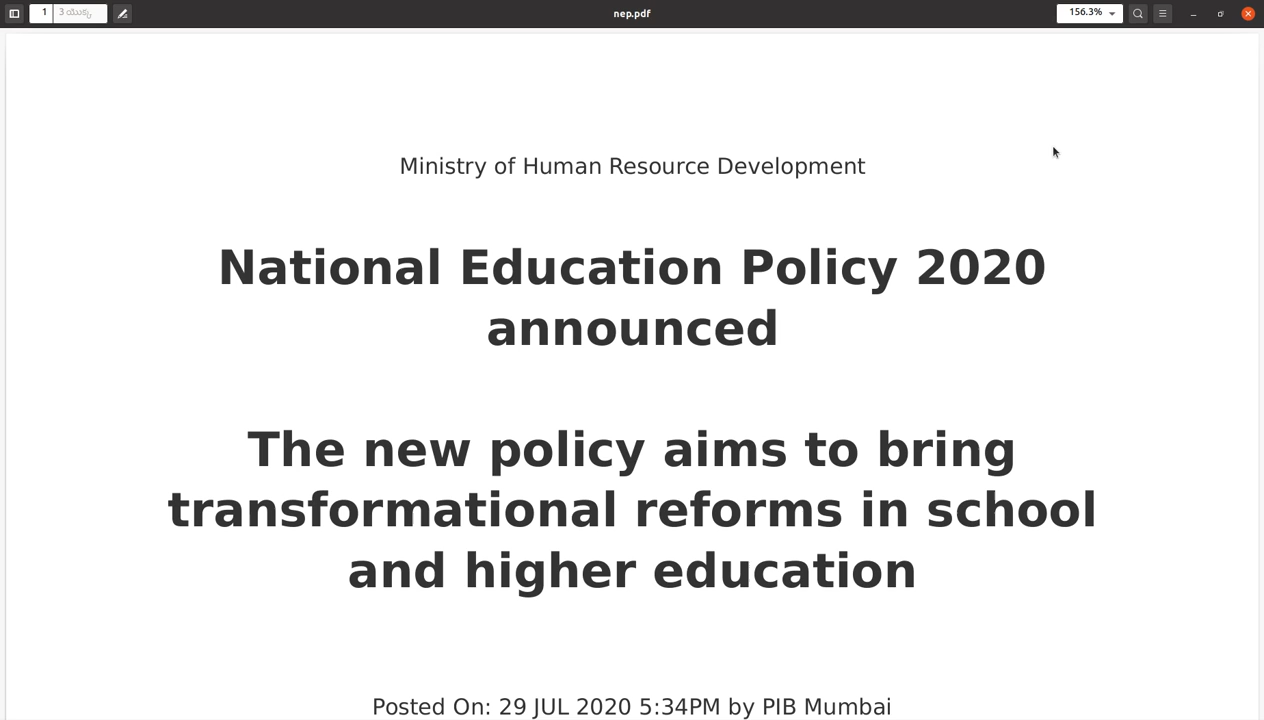 1
3 యొక్క
nep.pdf
156.3%
Ministry of Human Resource Development
National Education Policy 2020
announced
The new policy aims to bring
transformational reforms in school
and higher education
Posted On: 29 JUL 2020 5:34PM by PIB Mumbai